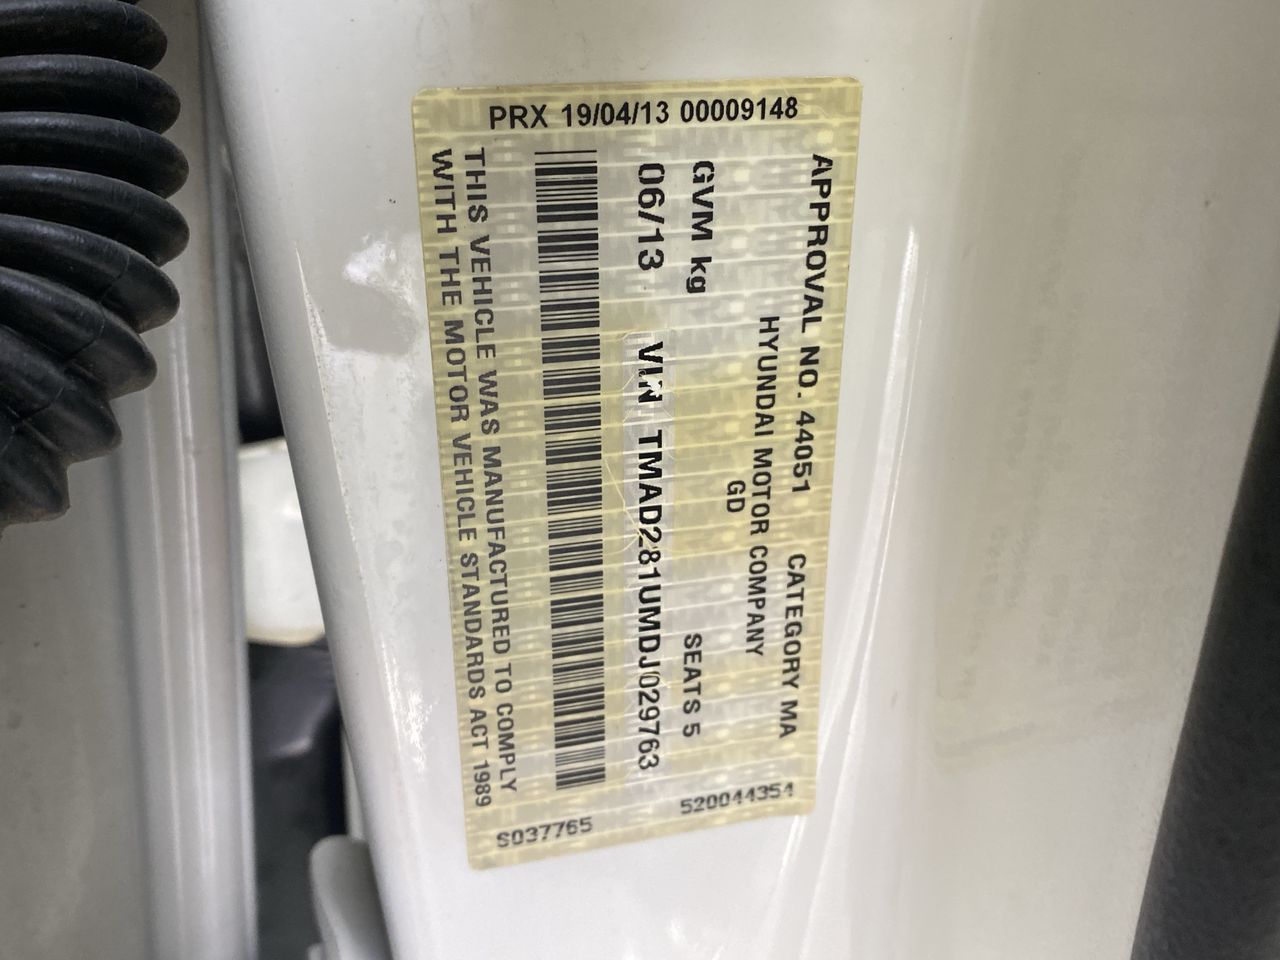 PRX 19/04/13 00009148
APPROVAL NO. 44051 CATEGORY MA
HYUNDAI MOTOR COMPANY
GD
GVM kg SEATS 5
06/13 VIN TMAD281UMDJ029763
THIS VEHICLE WAS MANUFACTURED TO COMPLY
WITH THE MOTOR VEHICLE STANDARDS ACT 1989
S037765
520044354